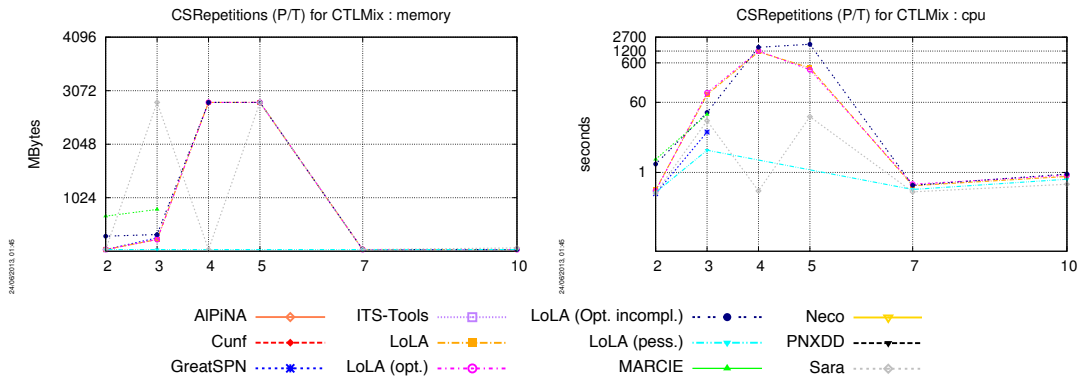 CSRepetitions (P/T) for CTLMix : memory
4096
3072
2048
1024
MBytes
2 3 4 5 7 10
24/06/2013, 01:45
CSRepetitions (P/T) for CTLMix : cpu
2700
1200
600
60
1
seconds
2 3 4 5 7 10
24/06/2013, 01:45
AlPiNA
Cunf
GreatSPN
ITS-Tools
LoLA
LoLA (opt.)
LoLA (Opt. incompl.)
LoLA (pess.)
MARCIE
Neco
PNXDD
Sara